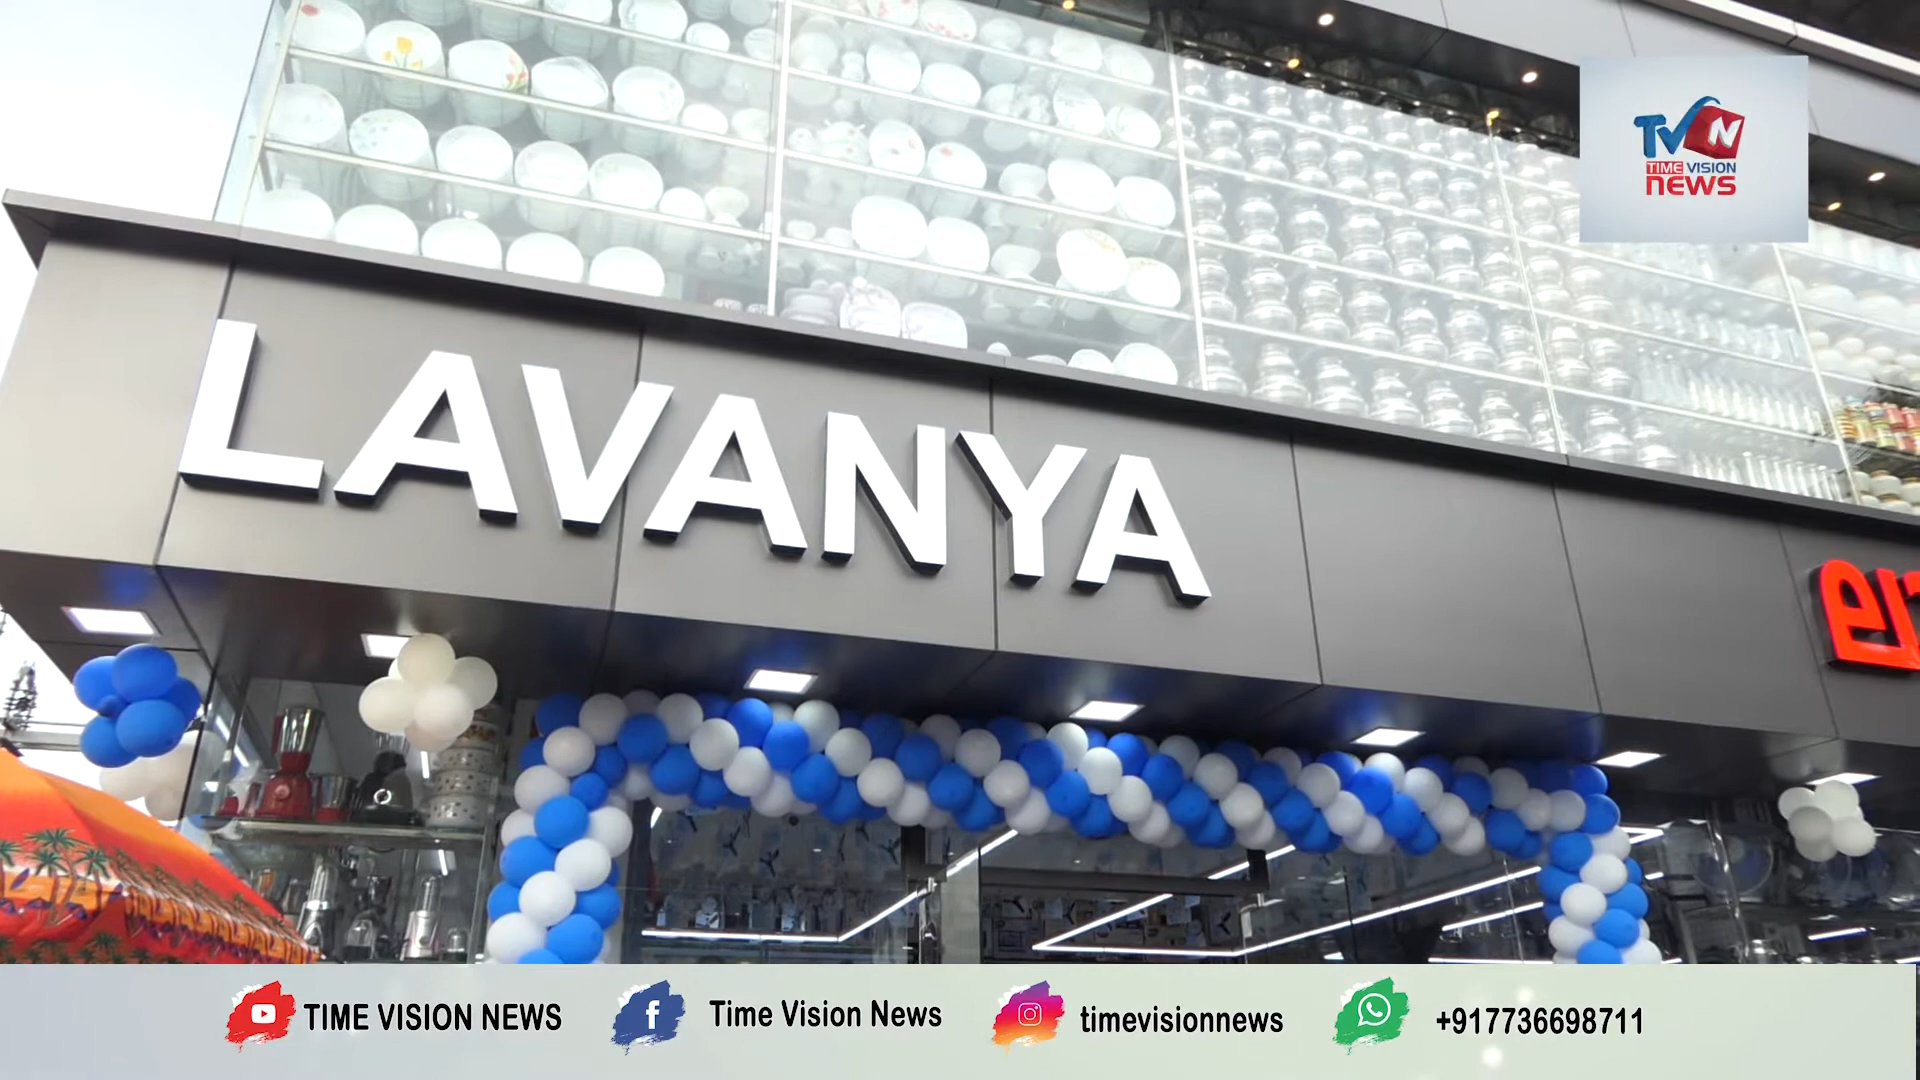 TVN
TIME VISION
NEWS
LAVANYA
TIME VISION NEWS
Time Vision News
timevisionnews
+917736698711